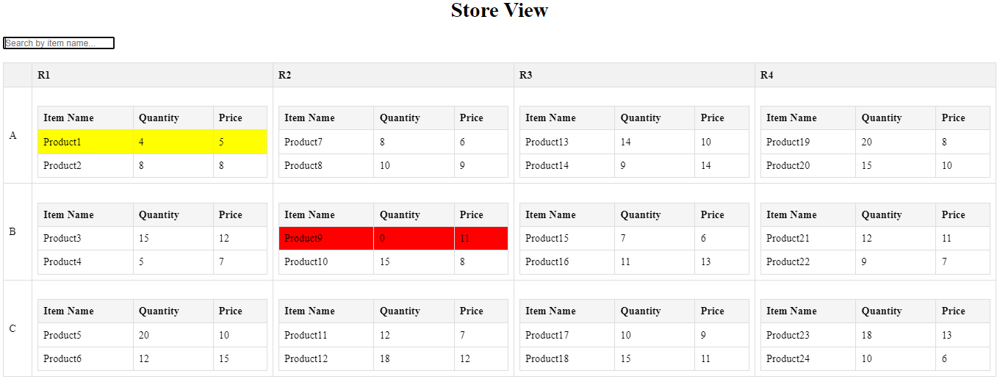 Store View
Search by item name...
R1 R2 R3 R4
A
Item Name Quantity Price Item Name Quantity Price Item Name Quantity Price Item Name Quantity Price
Product1 4 5 Product7 8 6 Product13 14 10 Product19 20 8
Product2 8 8 Product8 10 9 Product14 9 14 Product20 15 10
B
Item Name Quantity Price Item Name Quantity Price Item Name Quantity Price Item Name Quantity Price
Product3 15 12 Product9 0 11 Product15 7 6 Product21 12 11
Product4 5 7 Product10 15 8 Product16 11 13 Product22 9 7
C
Item Name Quantity Price Item Name Quantity Price Item Name Quantity Price Item Name Quantity Price
Product5 20 10 Product11 12 7 Product17 10 9 Product23 18 13
Product6 12 15 Product12 18 12 Product18 15 11 Product24 10 6